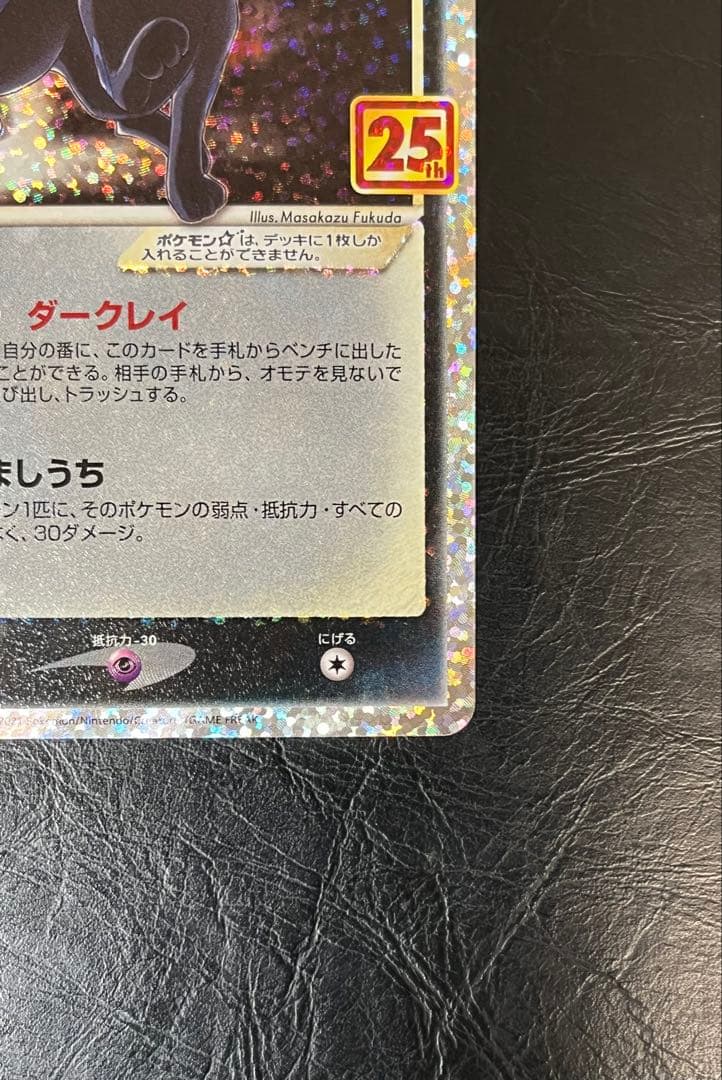 25th
Illus. Masakazu Fukuda
ポケモン☆は、デッキに1枚しか
入れることができません。
ダークレイ
自分の番に、このカードを手札からベンチに出した
ことができる。相手の手札から、オモテを見ないで
び出し、トラッシュする。
ましうち
ン1匹に、そのポケモンの弱点・抵抗力・すべての
く、30ダメージ。
抵抗力 -30
にげる
2021 Pokémon/Nintendo/Creatures/GAME FREAK